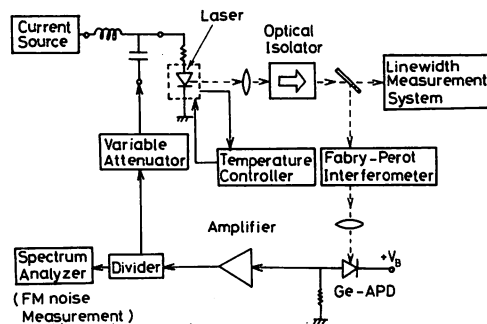 Current
Source
Laser
Optical
Isolator
Linewidth
Measurement
System
Variable
Attenuator
Temperature
Controller
Fabry-Perot
Interferometer
Amplifier
+V_B
Spectrum
Analyzer
Divider
Ge-APD
(FM noise
Measurement)